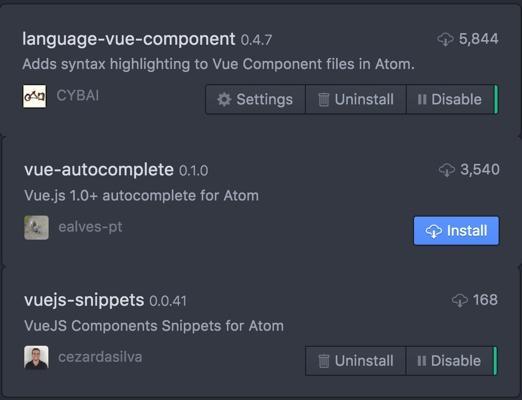 language-vue-component 0.4.7 5,844
Adds syntax highlighting to Vue Component files in Atom.
CYBAI Settings Uninstall Disable
vue-autocomplete 0.1.0 3,540
Vue.js 1.0+ autocomplete for Atom
ealves-pt Install
vuejs-snippets 0.0.41 168
VueJS Components Snippets for Atom
cezardasilva Uninstall Disable